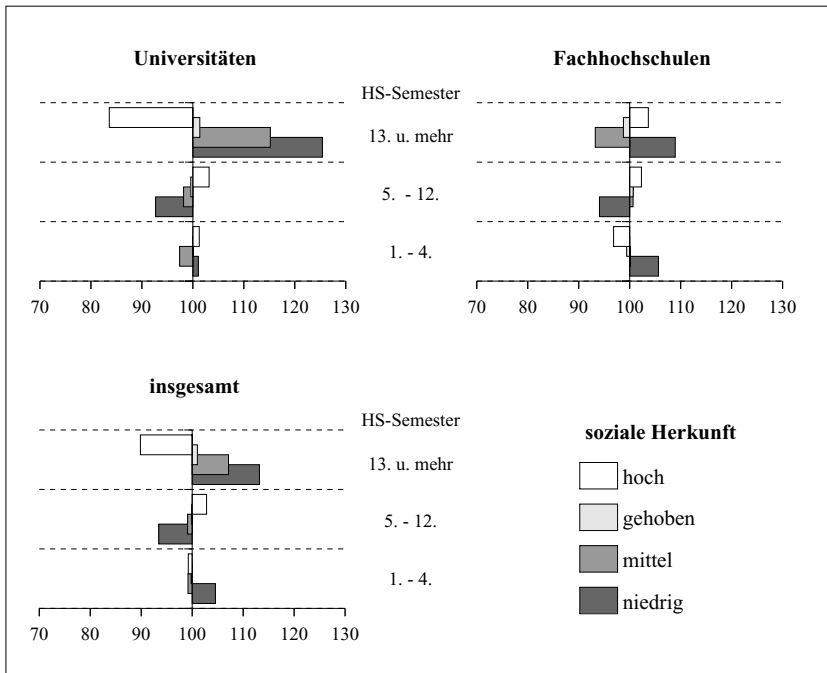 Universitäten
HS-Semester
13. u. mehr
5. - 12.
1. - 4.
70 80 90 100 110 120 130
Fachhochschulen
70 80 90 100 110 120 130
insgesamt
HS-Semester
13. u. mehr
5. - 12.
1. - 4.
70 80 90 100 110 120 130
soziale Herkunft
hoch
gehoben
mittel
niedrig